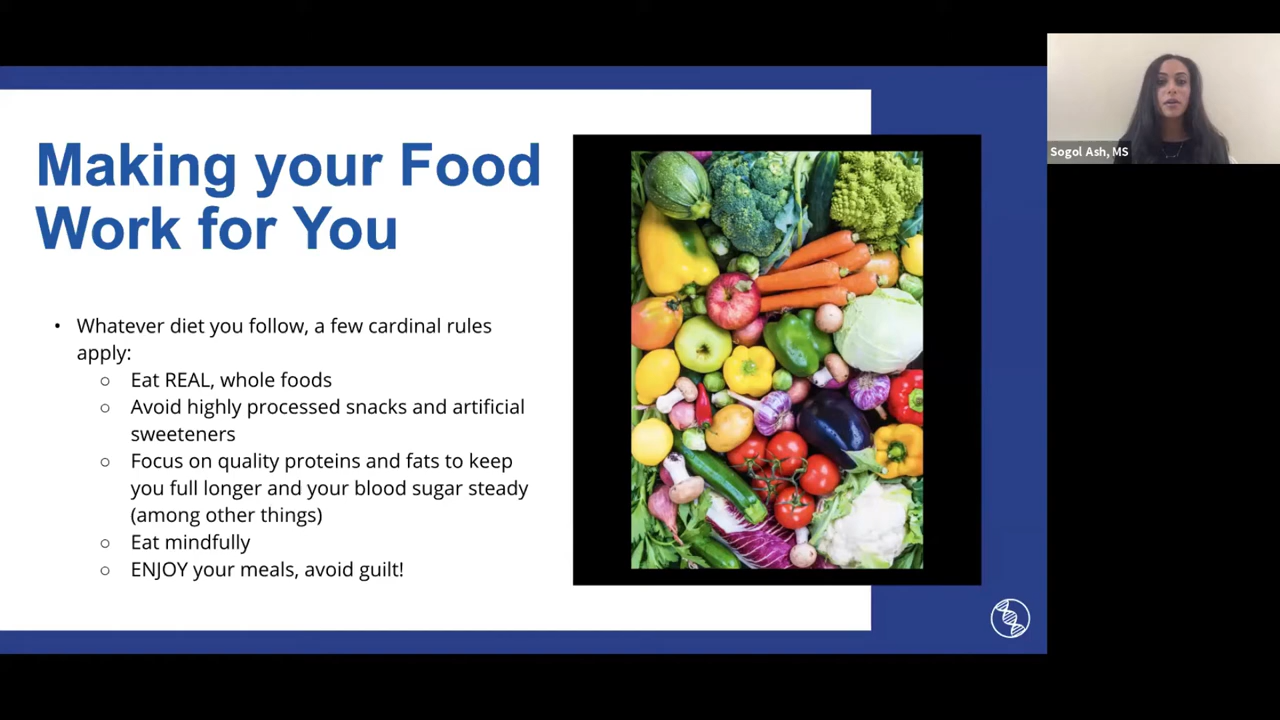 Making your Food
Work for You
• Whatever diet you follow, a few cardinal rules
apply:
○ Eat REAL, whole foods
○ Avoid highly processed snacks and artificial
sweeteners
○ Focus on quality proteins and fats to keep
you full longer and your blood sugar steady
(among other things)
○ Eat mindfully
○ ENJOY your meals, avoid guilt!
Sogol Ash, MS